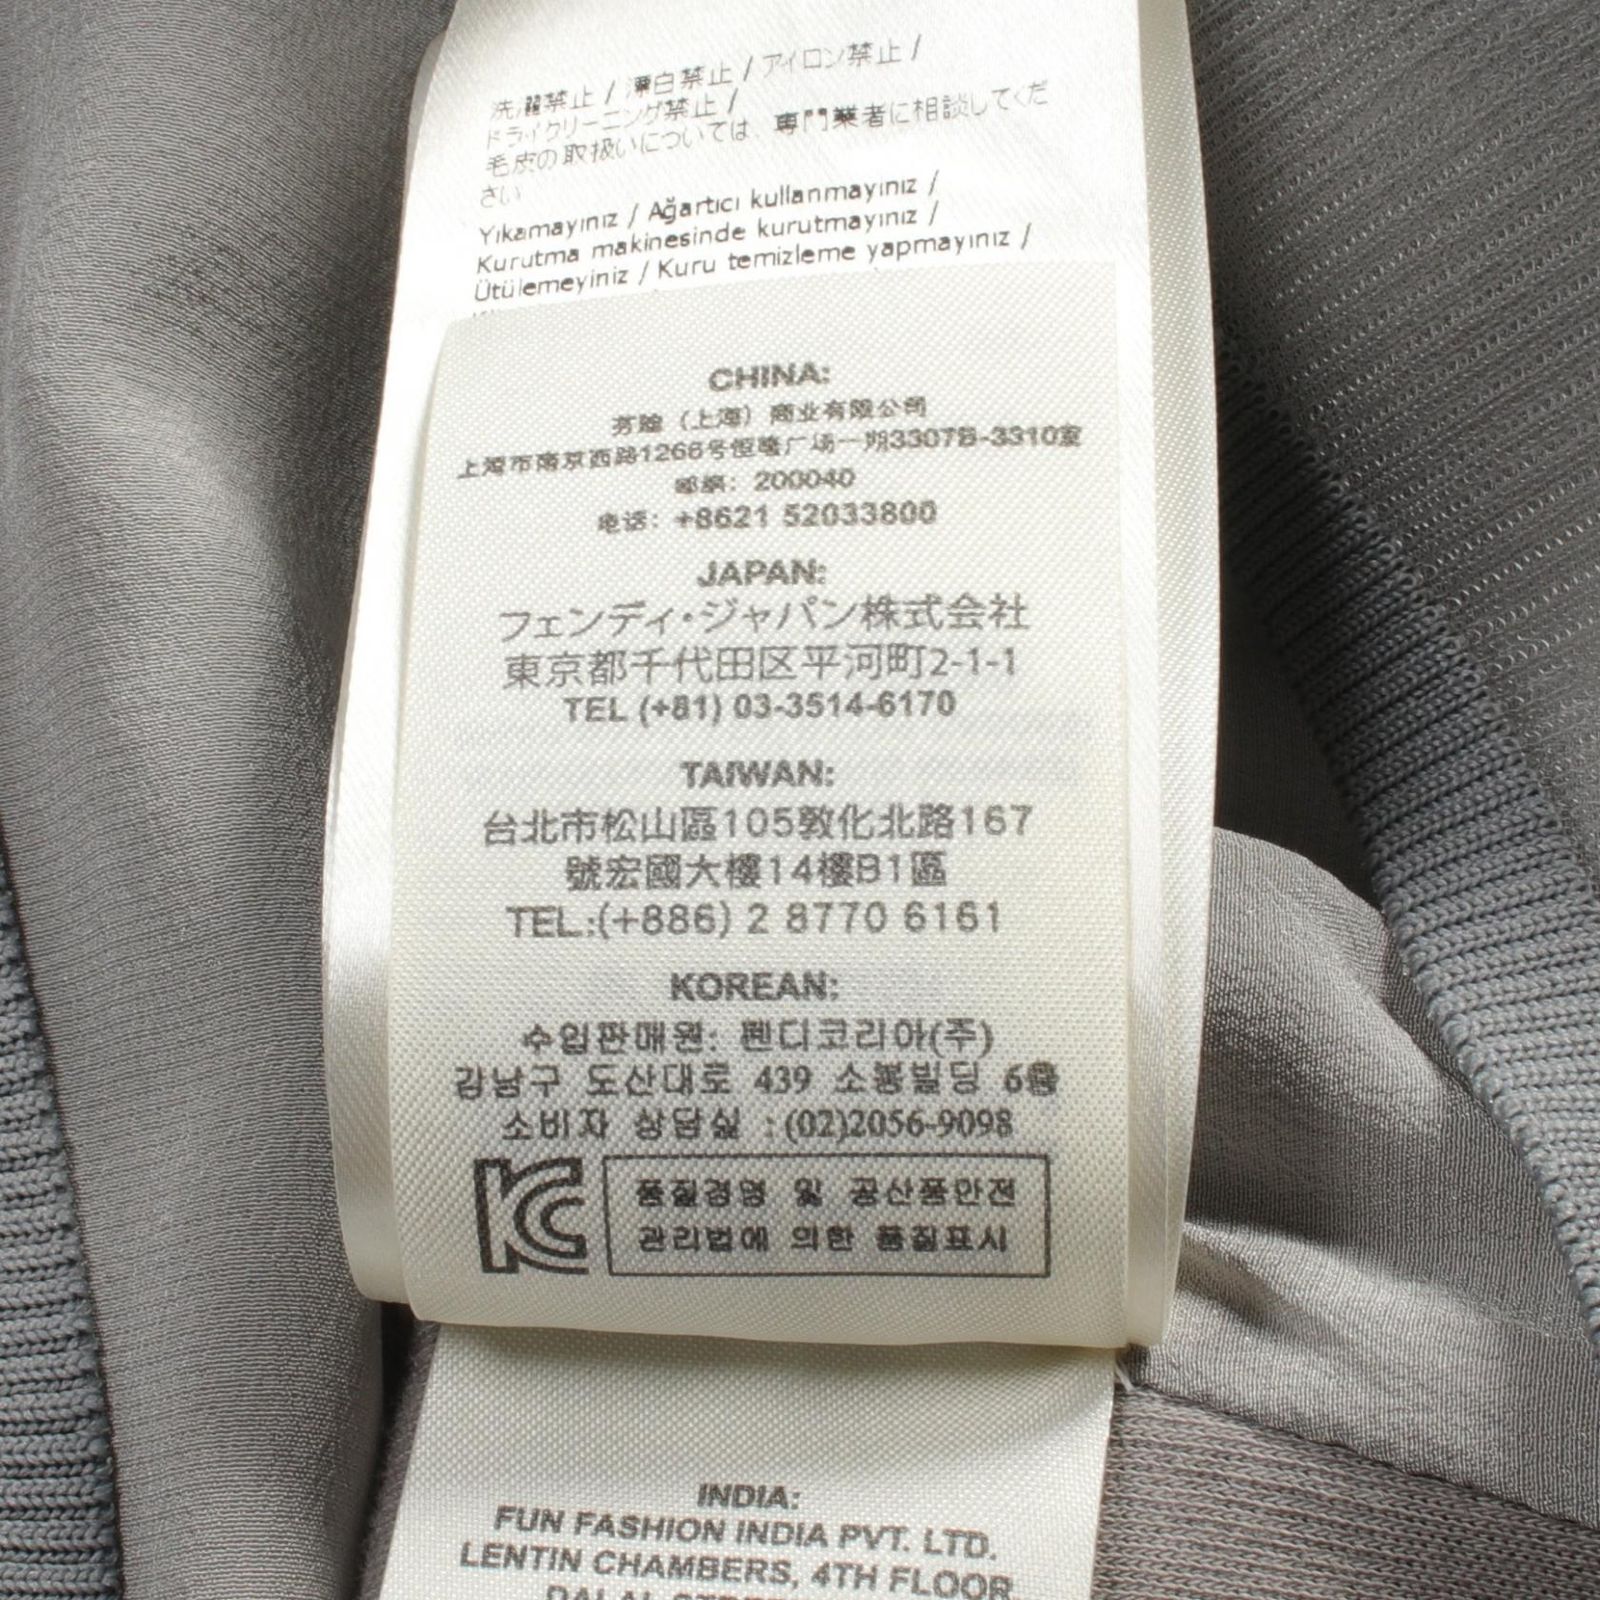 洗濯禁止 / 漂白禁止 / アイロン禁止 /
ドライクリーニング禁止 /
毛皮の取扱いについては、専門業者に相談してくだ
さい
Yıkamayınız / Ağartıcı kullanmayınız /
Kurutma makinesinde kurutmayınız /
Ütülemeyiniz / Kuru temizleme yapmayınız /
CHINA:
芬迪（上海）商业有限公司
上海市南京西路1266号恒隆广场一期3307B-3310室
邮编：200040
电话：+8621 52033800
JAPAN:
フェンディ・ジャパン株式会社
東京都千代田区平河町2-1-1
TEL (+81) 03-3514-6170
TAIWAN:
台北市松山區105敦化北路167
號宏國大樓14樓B1區
TEL:(+886) 2 8770 6161
KOREAN:
수입판매원: 펜디코리아(주)
강남구 도산대로 439 소봉빌딩 6층
소비자 상담실 :(02)2056-9098
KC
품질경영 및 공산품안전
관리법에 의한 품질표시
INDIA:
FUN FASHION INDIA PVT. LTD.
LENTIN CHAMBERS, 4TH FLOOR
DALAL